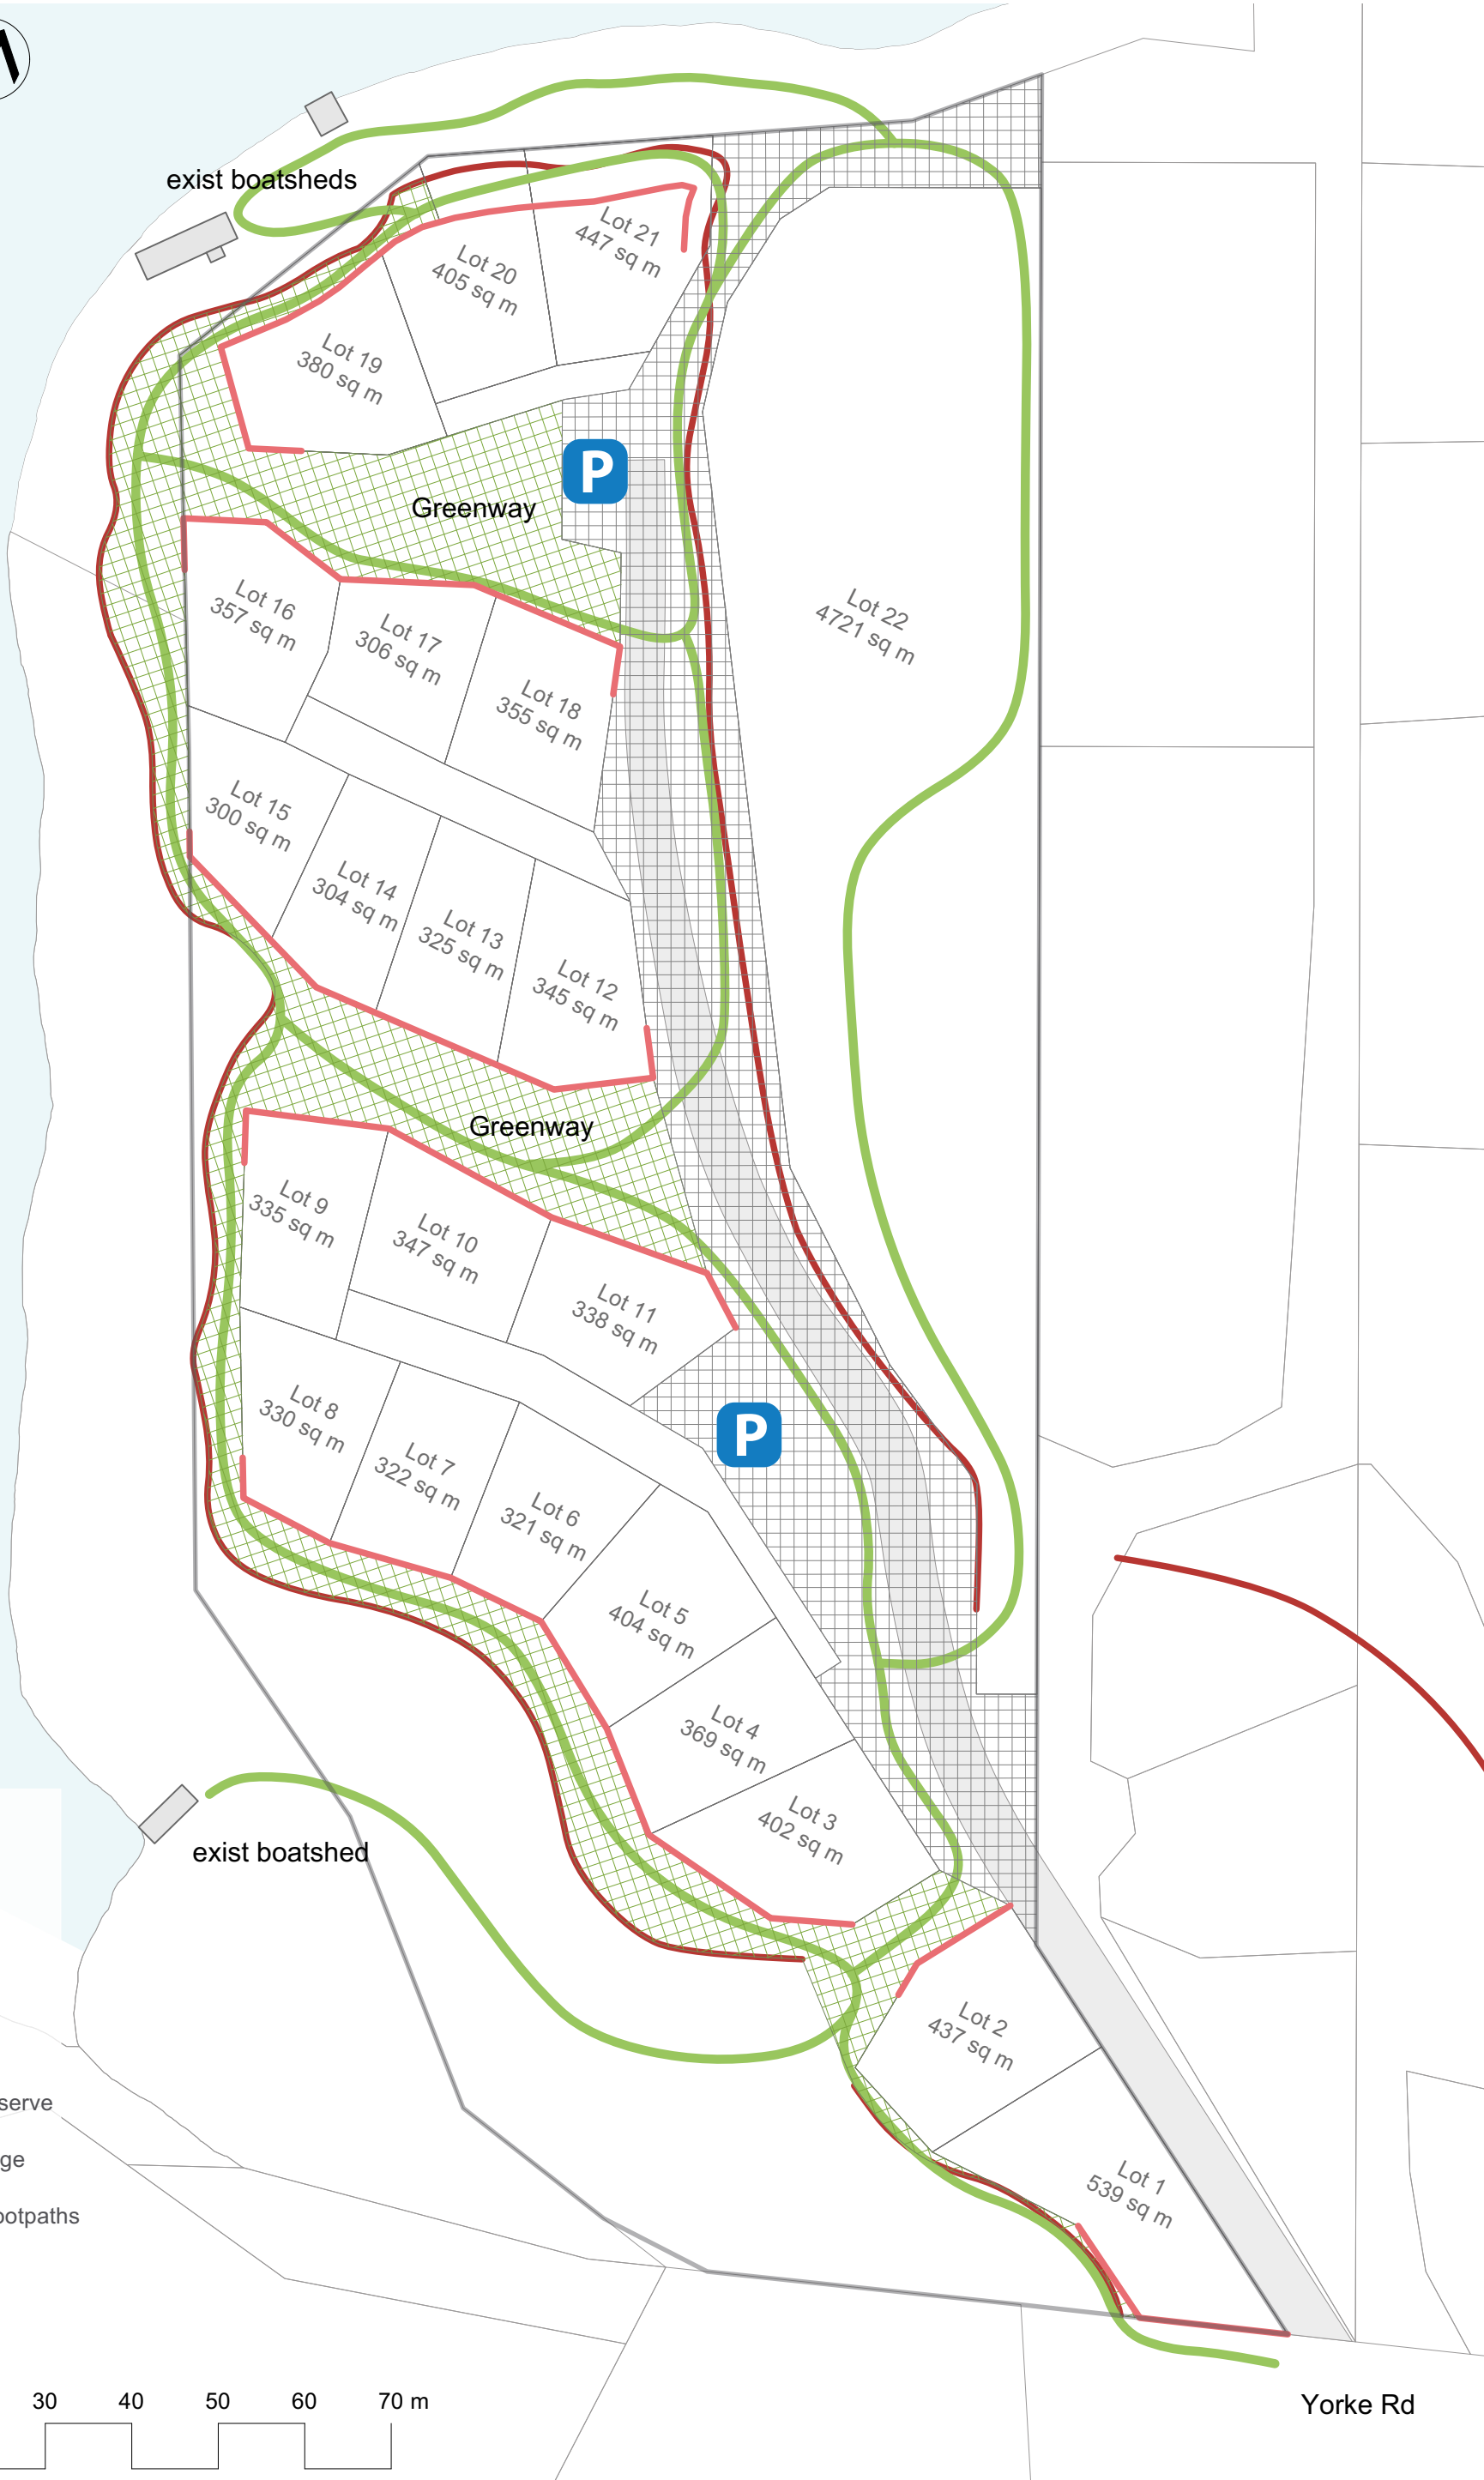 exist boatsheds
Lot 21
447 sq m
Lot 20
405 sq m
Lot 19
380 sq m
P
Greenway
Lot 16
357 sq m
Lot 17
306 sq m
Lot 18
355 sq m
Lot 22
4721 sq m
Lot 15
300 sq m
Lot 14
304 sq m
Lot 13
325 sq m
Lot 12
345 sq m
Greenway
Lot 9
335 sq m
Lot 10
347 sq m
Lot 11
338 sq m
Lot 8
330 sq m
Lot 7
322 sq m
Lot 6
321 sq m
P
Lot 5
404 sq m
Lot 4
369 sq m
Lot 3
402 sq m
exist boatshed
Lot 2
437 sq m
serve
ge
ootpaths
Lot 1
539 sq m
30 40 50 60 70 m
Yorke Rd